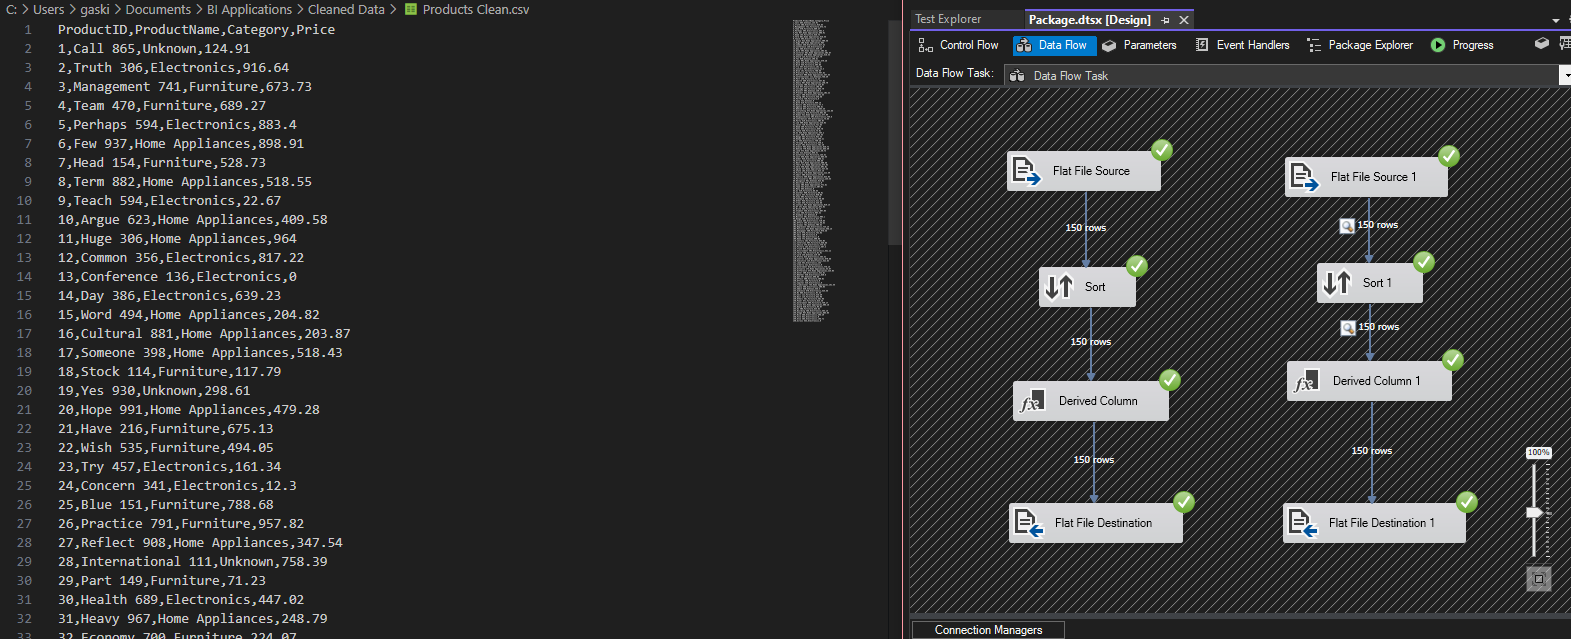 C: > Users > gaski > Documents > BI Applications > Cleaned Data > Products Clean.csv
1 ProductID,ProductName,Category,Price
2 1,Call 865,Unknown,124.91
3 2,Truth 306,Electronics,916.64
4 3,Management 741,Furniture,673.73
5 4,Team 470,Furniture,689.27
6 5,Perhaps 594,Electronics,883.4
7 6,Few 937,Home Appliances,898.91
8 7,Head 154,Furniture,528.73
9 8,Term 882,Home Appliances,518.55
10 9,Teach 594,Electronics,22.67
11 10,Argue 623,Home Appliances,409.58
12 11,Huge 306,Home Appliances,964
13 12,Common 356,Electronics,817.22
14 13,Conference 136,Electronics,0
15 14,Day 386,Electronics,639.23
16 15,Word 494,Home Appliances,204.82
17 16,Cultural 881,Home Appliances,203.87
18 17,Someone 398,Home Appliances,518.43
19 18,Stock 114,Furniture,117.79
20 19,Yes 930,Unknown,298.61
21 20,Hope 991,Home Appliances,479.28
22 21,Have 216,Furniture,675.13
23 22,Wish 535,Furniture,494.05
24 23,Try 457,Electronics,161.34
25 24,Concern 341,Electronics,12.3
26 25,Blue 151,Furniture,788.68
27 26,Practice 791,Furniture,957.82
28 27,Reflect 908,Home Appliances,347.54
29 28,International 111,Unknown,758.39
30 29,Part 149,Furniture,71.23
31 30,Health 689,Electronics,447.02
32 31,Heavy 967,Home Appliances,248.79
33 32,Economy 700,Furniture,224.07
Test Explorer Package.dtsx [Design]
Control Flow Data Flow Parameters Event Handlers Package Explorer Progress
Data Flow Task: Data Flow Task
Flat File Source
150 rows
Sort
150 rows
Derived Column
150 rows
Flat File Destination
Flat File Source 1
150 rows
Sort 1
150 rows
Derived Column 1
150 rows
Flat File Destination 1
100%
Connection Managers